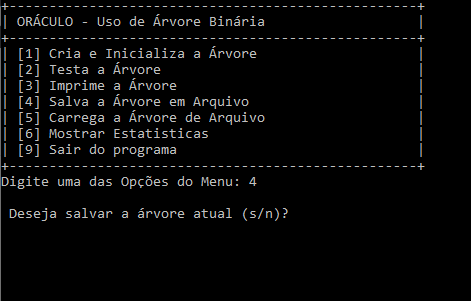 +---------------------------------------------------+
| ORÁCULO - Uso de Árvore Binária |
+---------------------------------------------------+
| [1] Cria e Inicializa a Árvore |
| [2] Testa a Árvore |
| [3] Imprime a Árvore |
| [4] Salva a Árvore em Arquivo |
| [5] Carrega a Árvore de Arquivo |
| [6] Mostrar Estatisticas |
| [9] Sair do programa |
+---------------------------------------------------+
Digite uma das Opções do Menu: 4
Deseja salvar a árvore atual (s/n)?